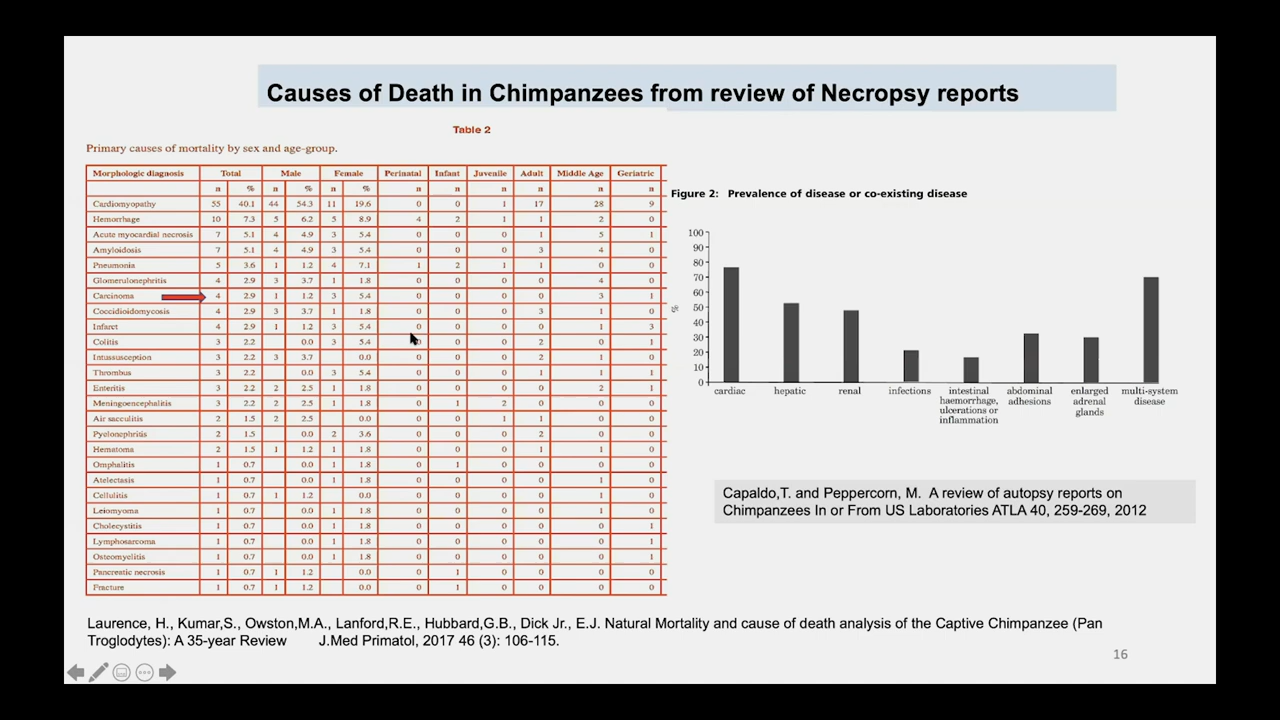 Causes of Death in Chimpanzees from review of Necropsy reports
Table 2
Primary causes of mortality by sex and age-group.
Morphologic diagnosis Total Male Female Perinatal Infant Juvenile Adult Middle Age Geriatric
n % n % n % n n n n n n
Cardiomyopathy 55 40.1 44 54.3 11 19.6 0 0 1 17 28 9
Hemorrhage 10 7.3 5 6.2 5 8.9 4 2 1 1 2 0
Acute myocardial necrosis 7 5.1 4 4.9 3 5.4 0 0 0 1 5 1
Amyloidosis 7 5.1 4 4.9 3 5.4 0 0 0 3 4 0
Pneumonia 5 3.6 1 1.2 4 7.1 1 2 1 1 0 0
Glomerulonephritis 4 2.9 3 3.7 1 1.8 0 0 0 0 4 0
Carcinoma 4 2.9 1 1.2 3 5.4 0 0 0 0 3 1
Coccidioidomycosis 4 2.9 3 3.7 1 1.8 0 0 0 3 1 0
Infarct 4 2.9 1 1.2 3 5.4 0 0 0 0 1 3
Colitis 3 2.2 0.0 3 5.4 0 0 0 2 0 1
Intussusception 3 2.2 3 3.7 0.0 0 0 0 2 1 0
Thrombus 3 2.2 0.0 3 5.4 0 0 0 1 1 1
Enteritis 3 2.2 2 2.5 1 1.8 0 0 0 0 2 1
Meningoencephalitis 3 2.2 2 2.5 1 1.8 0 1 2 0 0 0
Air sacculitis 2 1.5 2 2.5 0.0 0 0 1 1 0 0
Pyelonephritis 2 1.5 0.0 2 3.6 0 0 0 2 0 0
Hematoma 2 1.5 1 1.2 1 1.8 0 0 0 1 1 0
Omphalitis 1 0.7 0.0 1 1.8 0 1 0 0 0 0
Atelectasis 1 0.7 0.0 1 1.8 0 0 0 0 1 0
Cellulitis 1 0.7 1 1.2 0.0 0 0 0 0 1 0
Leiomyoma 1 0.7 0.0 1 1.8 0 0 0 0 1 0
Cholecystitis 1 0.7 0.0 1 1.8 0 0 0 0 0 1
Lymphosarcoma 1 0.7 0.0 1 1.8 0 0 0 0 0 1
Osteomyelitis 1 0.7 0.0 1 1.8 0 0 0 0 0 1
Pancreatic necrosis 1 0.7 1 1.2 0.0 0 1 0 0 0 0
Fracture 1 0.7 1 1.2 0.0 0 1 0 0 0 0
Figure 2: Prevalence of disease or co-existing disease
100
90
80
70
60
50
40
30
20
10
0
%
cardiac hepatic renal infections intestinal abdominal enlarged multi-system
haemorrhage, adhesions adrenal disease
ulcerations or glands
inflammation
Capaldo,T. and Peppercorn, M. A review of autopsy reports on
Chimpanzees In or From US Laboratories ATLA 40, 259-269, 2012
Laurence, H., Kumar,S., Owston,M.A., Lanford,R.E., Hubbard,G.B., Dick Jr., E.J. Natural Mortality and cause of death analysis of the Captive Chimpanzee (Pan
Troglodytes): A 35-year Review J.Med Primatol, 2017 46 (3): 106-115.
16